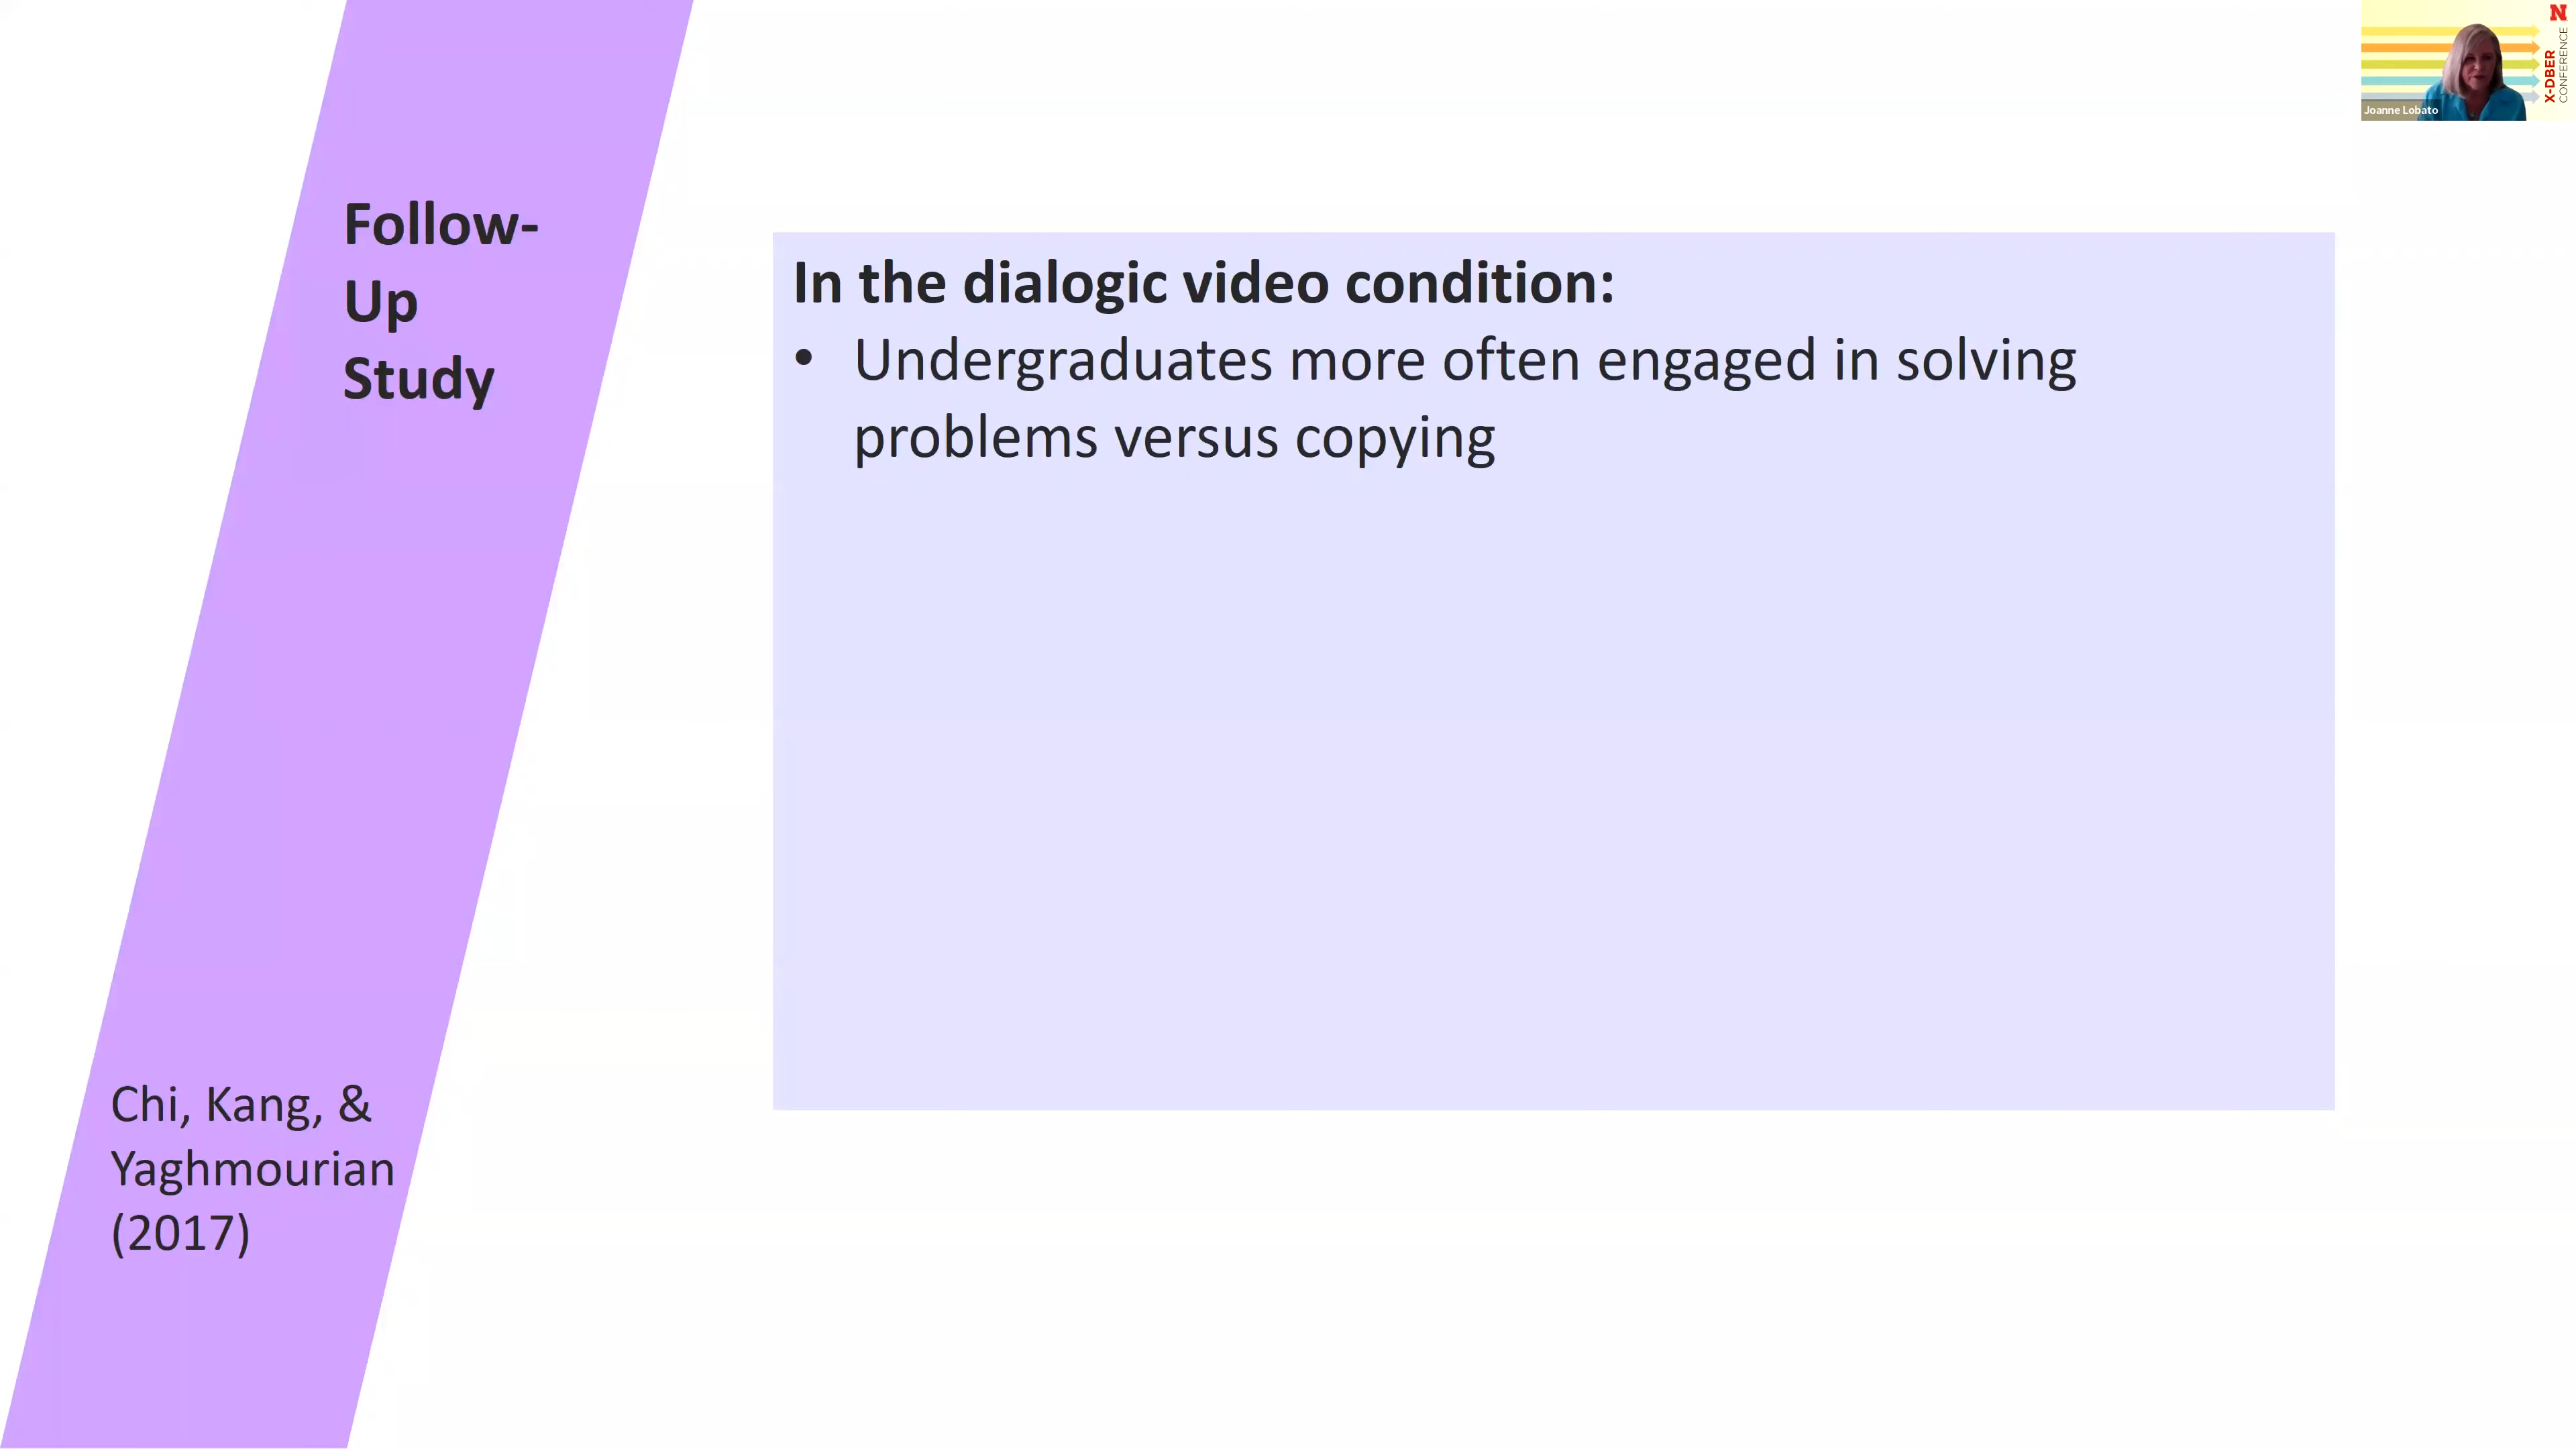 Follow-
Up
Study
In the dialogic video condition:
• Undergraduates more often engaged in solving
problems versus copying
Chi, Kang, &
Yaghmourian
(2017)
N
X-DBER
CONFERENCE
Joanne Lobato